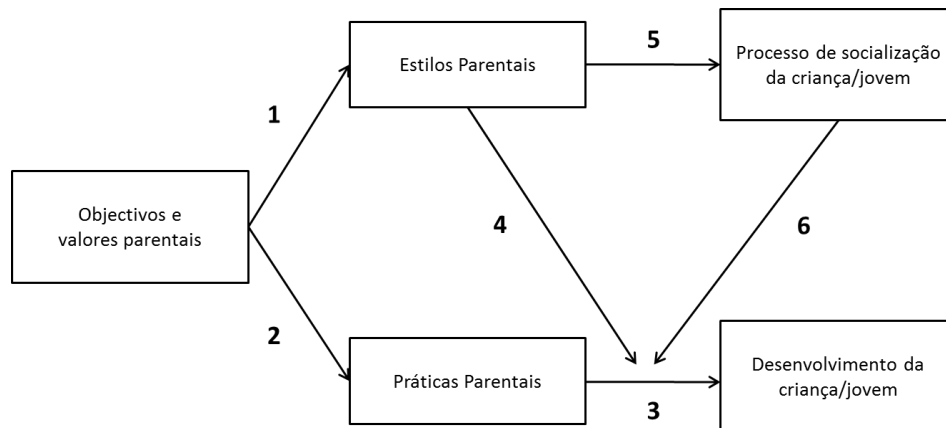 5
Estilos Parentais
Processo de socialização
da criança/jovem
1
Objectivos e
valores parentais
4
6
2
Práticas Parentais
3
Desenvolvimento da
criança/jovem